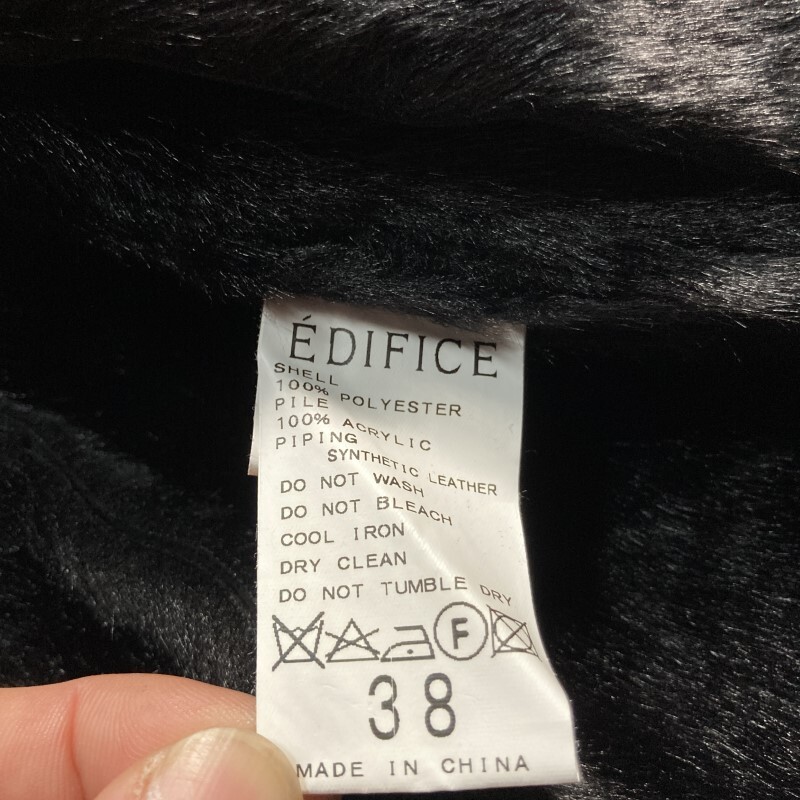 ÉDIFICE
SHELL
100% POLYESTER
PILE
100% ACRYLIC
PIPING
SYNTHETIC LEATHER
DO NOT WASH
DO NOT BLEACH
COOL IRON
DRY CLEAN
DO NOT TUMBLE DRY
F
38
MADE IN CHINA